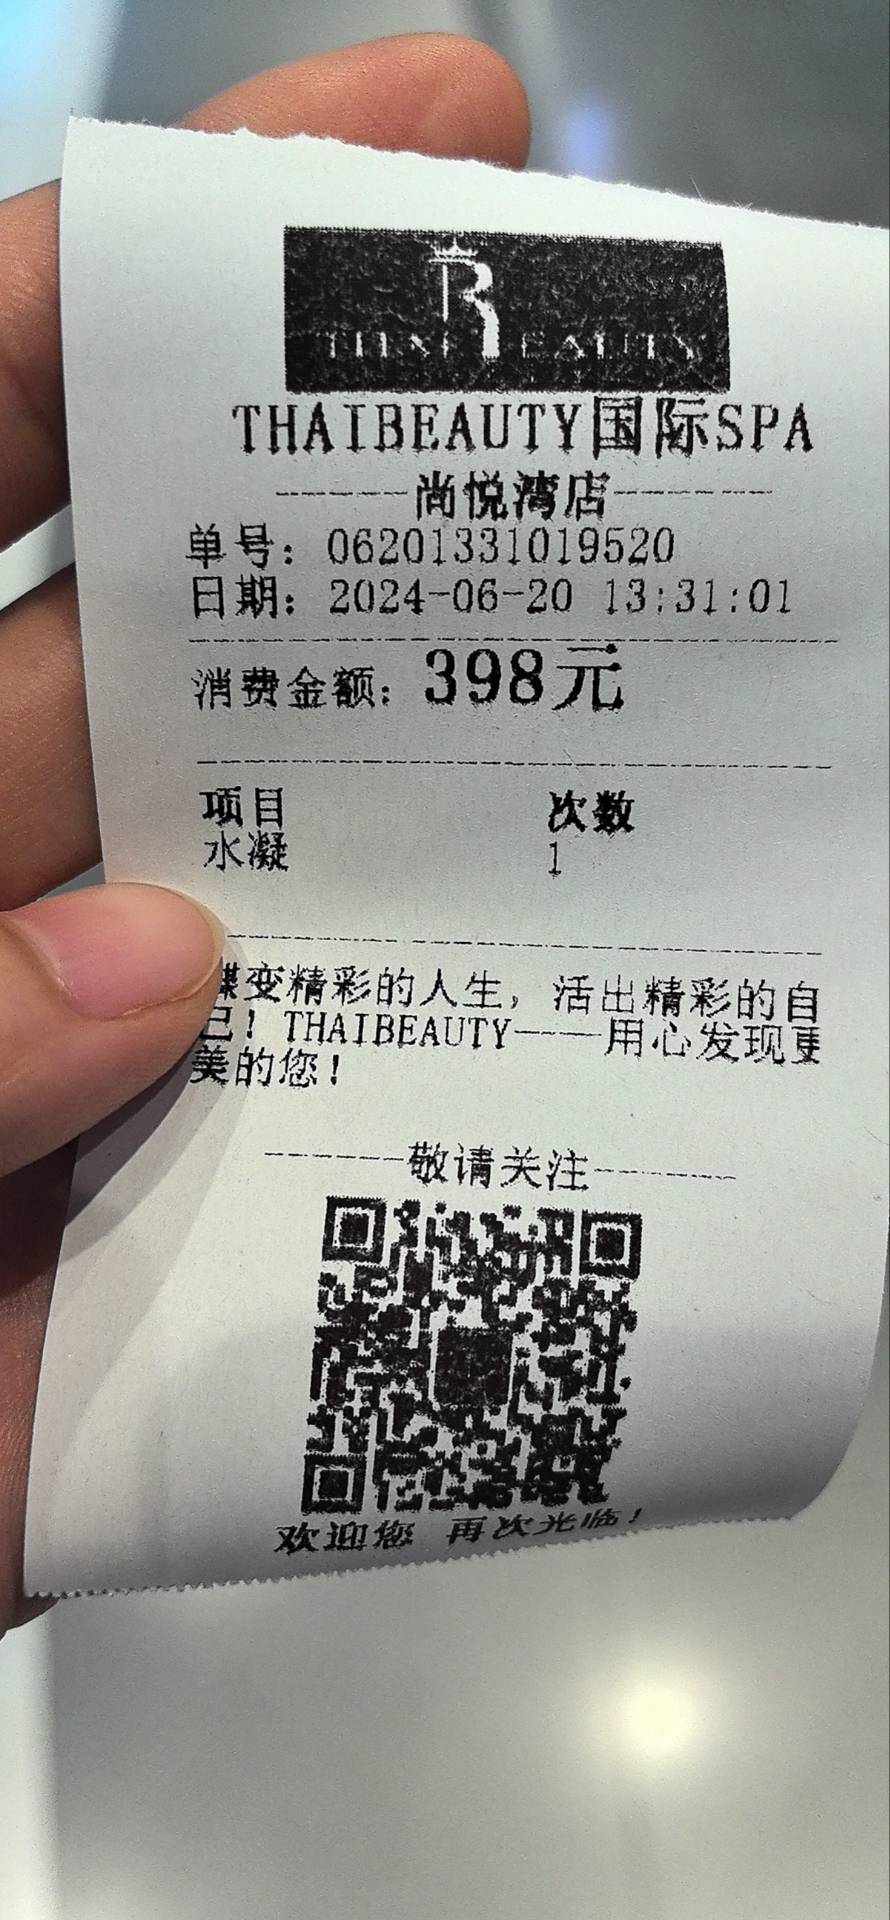 THAI BEAUTY
THAIBEAUTY国际SPA
------尚悦湾店------
单号：06201331019520
日期：2024-06-20 13:31:01
消费金额：398元
项目 次数
水凝 1
蝶变精彩的人生，活出精彩的自
己！THAIBEAUTY———用心发现更
美的您！
------敬请关注------
欢迎您 再次光临！